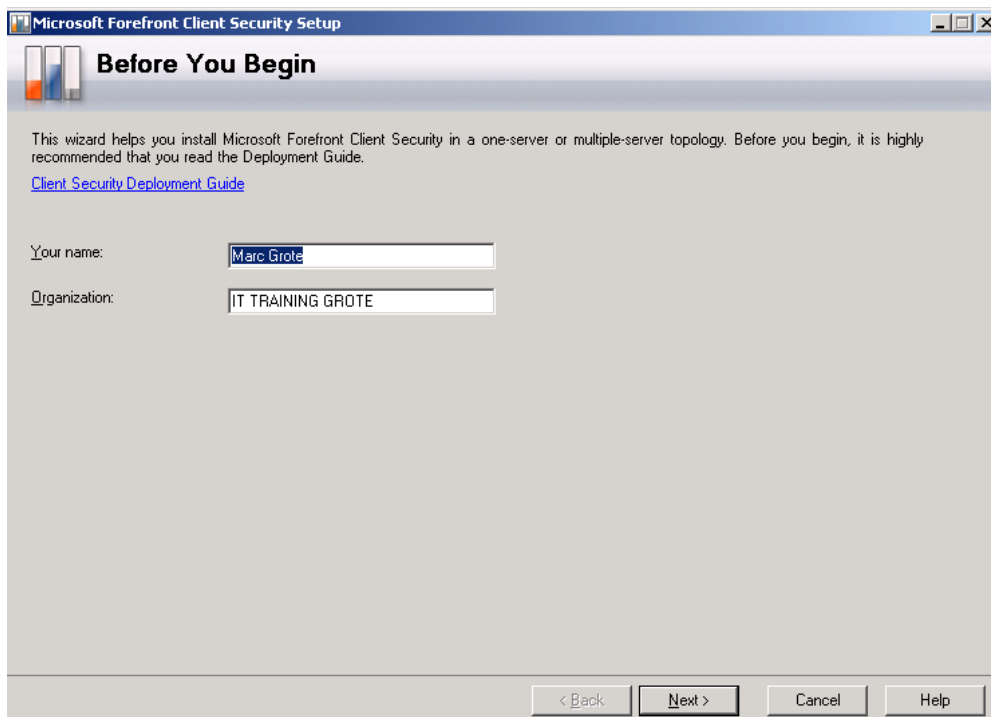 Microsoft Forefront Client Security Setup
Before You Begin
This wizard helps you install Microsoft Forefront Client Security in a one-server or multiple-server topology. Before you begin, it is highly
recommended that you read the Deployment Guide.
Client Security Deployment Guide
Your name:
Marc Grote
Organization:
IT TRAINING GROTE
< Back
Next >
Cancel
Help